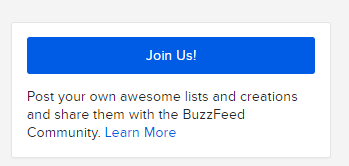 Join Us!
Post your own awesome lists and creations
and share them with the BuzzFeed
Community. Learn More